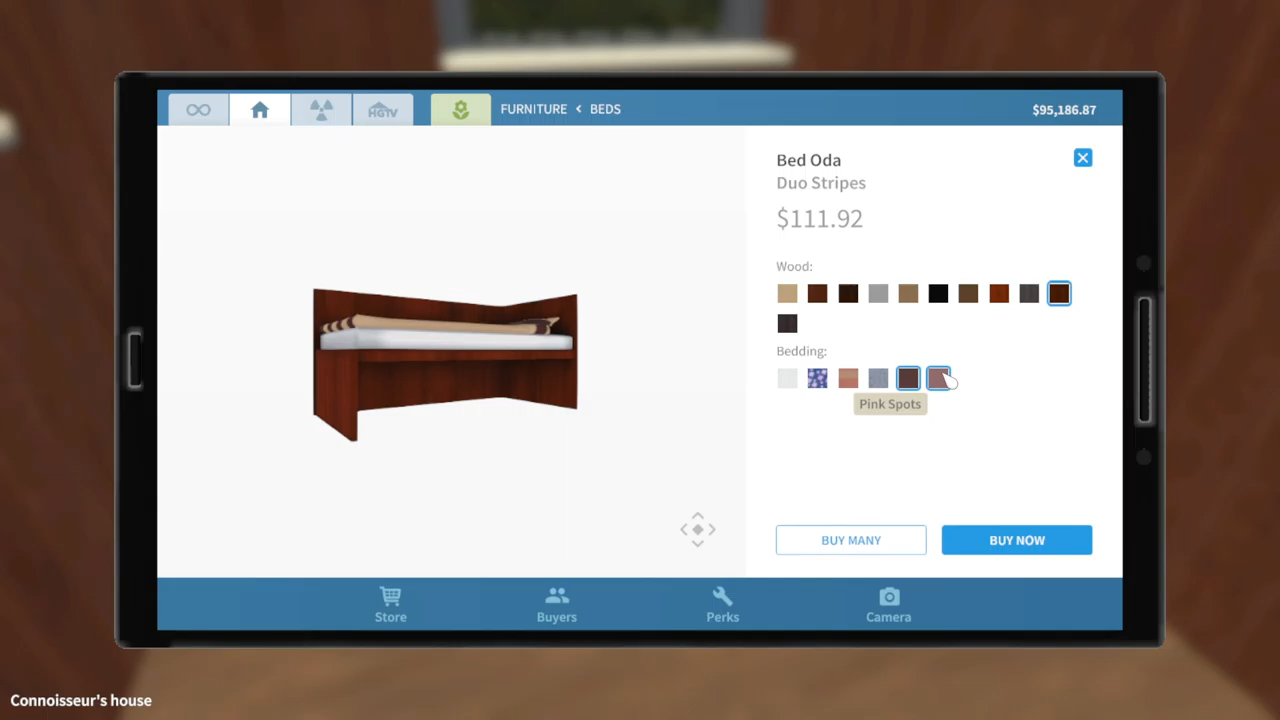 HGTV
FURNITURE < BEDS
$95,186.87
Bed Oda
Duo Stripes
$111.92
Wood:
Bedding:
Pink Spots
BUY MANY
BUY NOW
Store
Buyers
Perks
Camera
Connoisseur's house